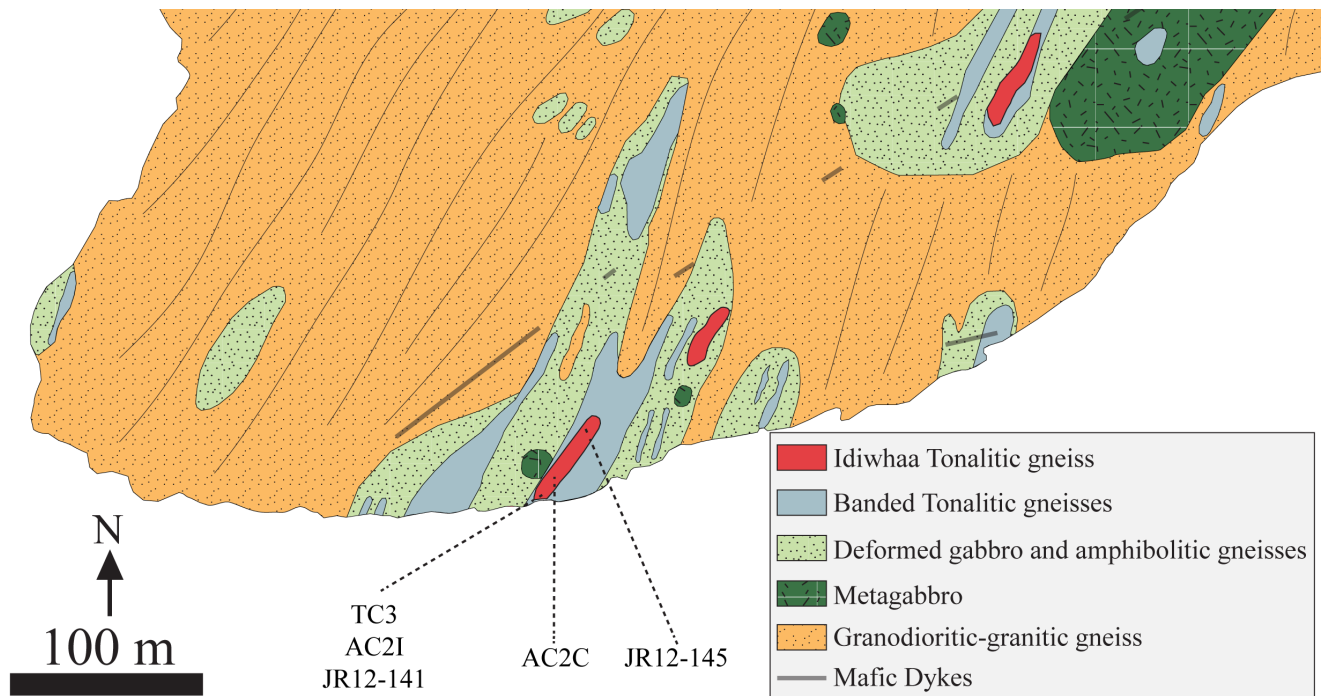 N
100 m
TC3
AC2I
JR12-141
AC2C
JR12-145
Idiwhaa Tonalitic gneiss
Banded Tonalitic gneisses
Deformed gabbro and amphibolitic gneisses
Metagabbro
Granodioritic-granitic gneiss
Mafic Dykes